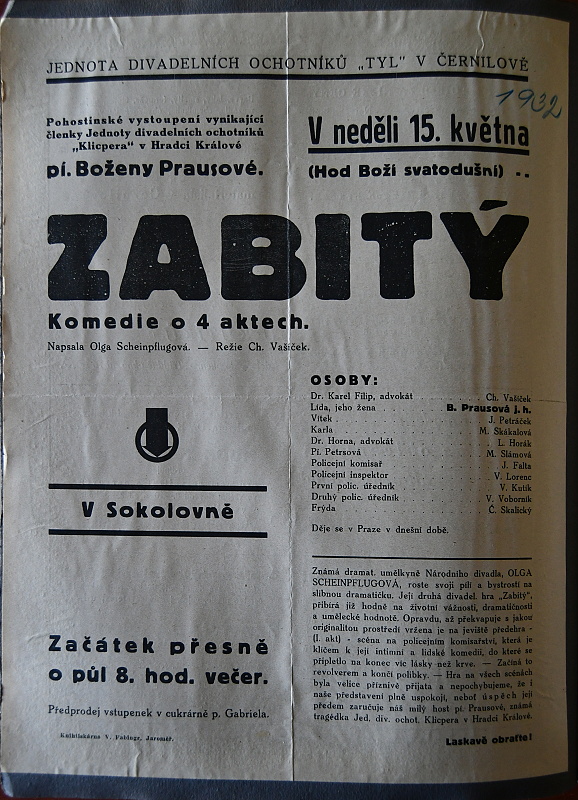 JEDNOTA DIVADELNÍCH OCHOTNÍKŮ „TYL" V ČERNILOVĚ
1932
Pohostinské vystoupení vynikající
členky Jednoty divadelních ochotníků
„Klicpera" v Hradci Králové
pí. Boženy Prausové.
V neděli 15. května
(Hod Boží svatodušní) ..
ZABITÝ
Komedie o 4 aktech.
Napsala Olga Scheinpflugová. — Režie Ch. Vašíček.
V Sokolovně
Začátek přesně
o půl 8. hod. večer.
Předprodej vstupenek v cukrárně p. Gabriela.
Knihtiskárna V. Faldngr. Jaroměř.
OSOBY:
Dr. Karel Filip, advokát . . . . . . . . Ch. Vašíček
Lída, jeho žena . . . . . . . B. Prausová j. h.
Vítek . . . . . . . . J. Petráček
Karla . . . . . . . . M. Skákalová
Dr. Horna, advokát . . . . . . . . L. Horák
Pí. Petrsová . . . . . . . . M. Slámová
Policejní komisař . . . . . . . . J. Falta
Policejní inspektor . . . . . . . . V. Lorenc
První polic. úředník . . . . . . . . V. Kutík
Druhý polic. úředník . . . . . . . . V. Voborník
Frýda . . . . . . . . Č. Skalický
Děje se v Praze v dnešní době.
Známá dramat. umělkyně Národního divadla, OLGA
SCHEINPFLUGOVÁ, roste svojí pílí a bystrostí na
slibnou dramatičku. Její druhá divadel. hra „Zabitý",
přibírá již hodně na životní vážnosti, dramatičnosti
a umělecké hodnotě. Opravdu, až překvapuje s jakou
originalitou prostředí vržena je na jeviště předehra -
(I. akt) - scéna na policejním komisařství, která je
klíčem k její intimní a lidské komedii, do které se
připletlo na konec víc lásky než krve. — Začíná to
revolverem a končí polibky. — Hra na všech scénách
byla velice příznivě přijata a nepochybujeme, že i
naše představení plně uspokojí, neboť úspěch její
předem zaručuje náš milý host pí. Prausové, známá
tragédka Jed. div. ochot. Klicpera v Hradci Králové.
Laskavě obraťte!